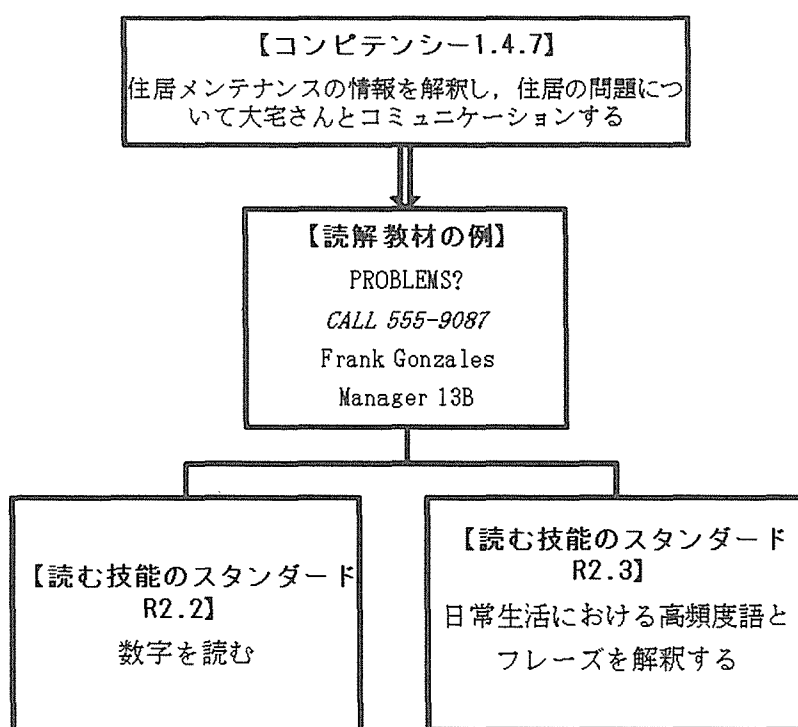 【コンピテンシー1.4.7】
住居メンテナンスの情報を解釈し，住居の問題につ
いて大宅さんとコミュニケーションする
【読解教材の例】
PROBLEMS?
CALL 555-9087
Frank Gonzales
Manager 13B
【読む技能のスタンダード
R2.2】
数字を読む
【読む技能のスタンダード
R2.3】
日常生活における高頻度語と
フレーズを解釈する